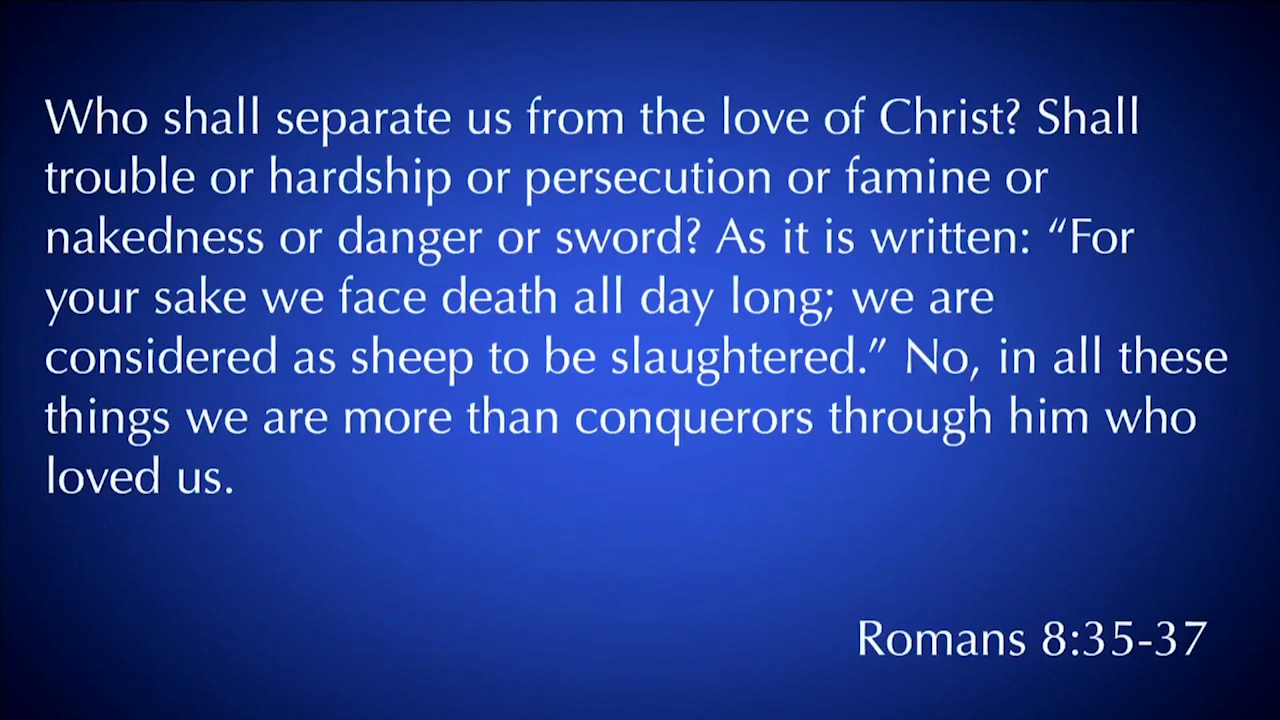 Who shall separate us from the love of Christ? Shall
trouble or hardship or persecution or famine or
nakedness or danger or sword? As it is written: “For
your sake we face death all day long; we are
considered as sheep to be slaughtered.” No, in all these
things we are more than conquerors through him who
loved us.
Romans 8:35-37